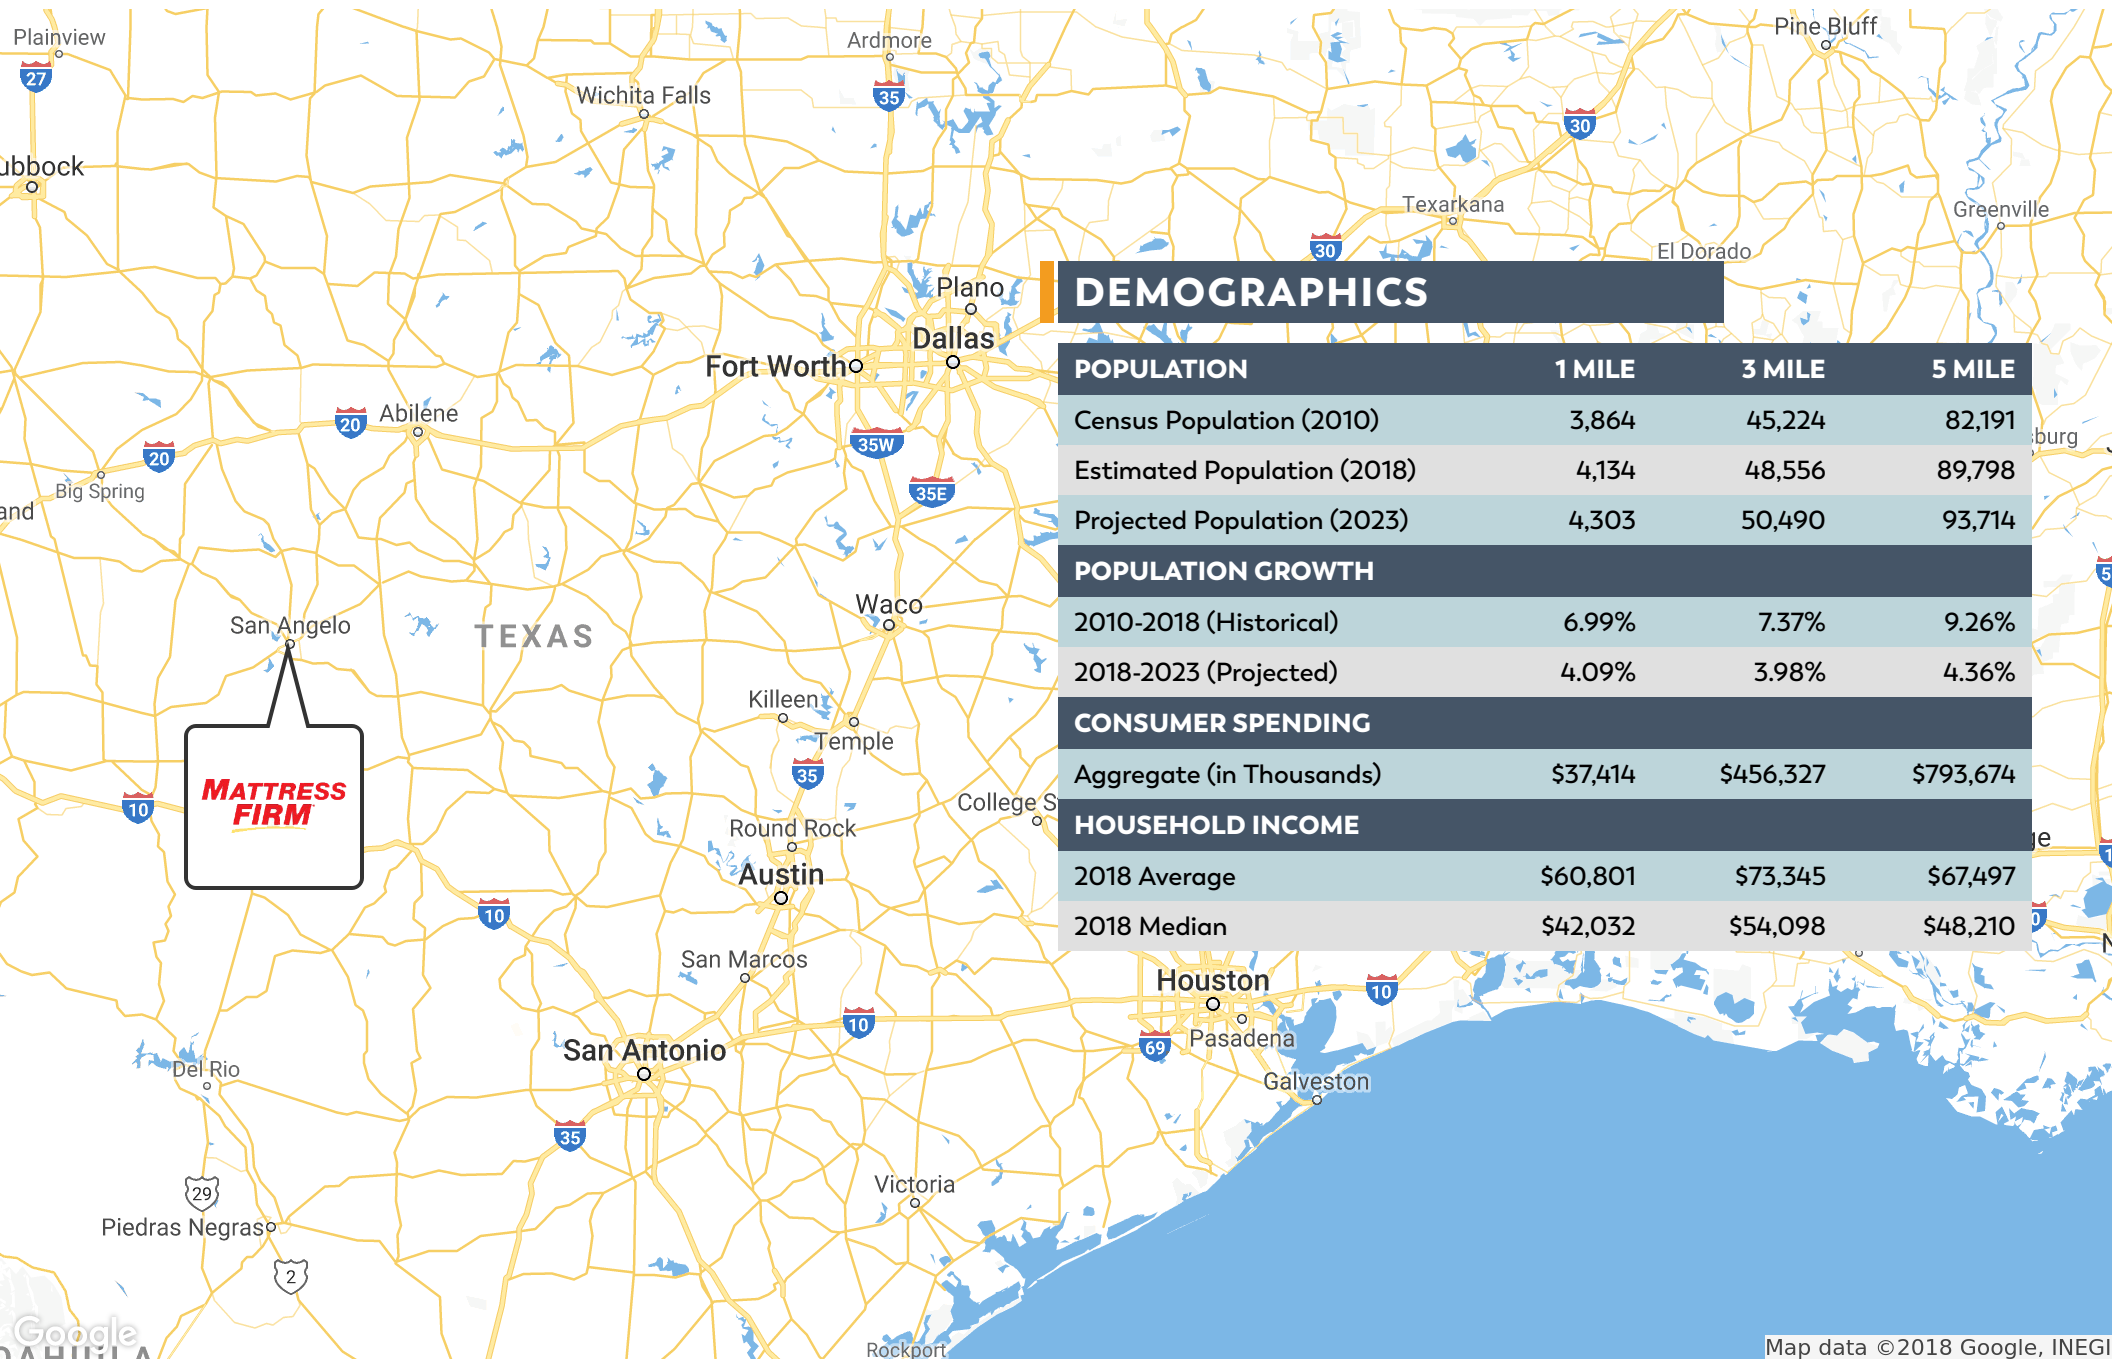 Plainview
27
Wichita Falls
Ardmore
35
Pine Bluff
30
ubbock
Texarkana
Greenville
30
El Dorado
Plano
Dallas
Fort Worth
20
Abilene
20
Big Spring
and
35W
35E
sburg
San Angelo
TEXAS
Waco
Killeen
Temple
35
MATTRESS
FIRM
10
College S
Round Rock
Austin
10
San Marcos
San Antonio
10
Houston
10
Pasadena
69
Galveston
Del Rio
35
29
Victoria
Piedras Negras
2
Rockport
Google
OAHUILA
DEMOGRAPHICS
POPULATION 1 MILE 3 MILE 5 MILE
Census Population (2010) 3,864 45,224 82,191
Estimated Population (2018) 4,134 48,556 89,798
Projected Population (2023) 4,303 50,490 93,714
POPULATION GROWTH
2010-2018 (Historical) 6.99% 7.37% 9.26%
2018-2023 (Projected) 4.09% 3.98% 4.36%
CONSUMER SPENDING
Aggregate (in Thousands) $37,414 $456,327 $793,674
HOUSEHOLD INCOME
2018 Average $60,801 $73,345 $67,497
2018 Median $42,032 $54,098 $48,210
Map data ©2018 Google, INEGI